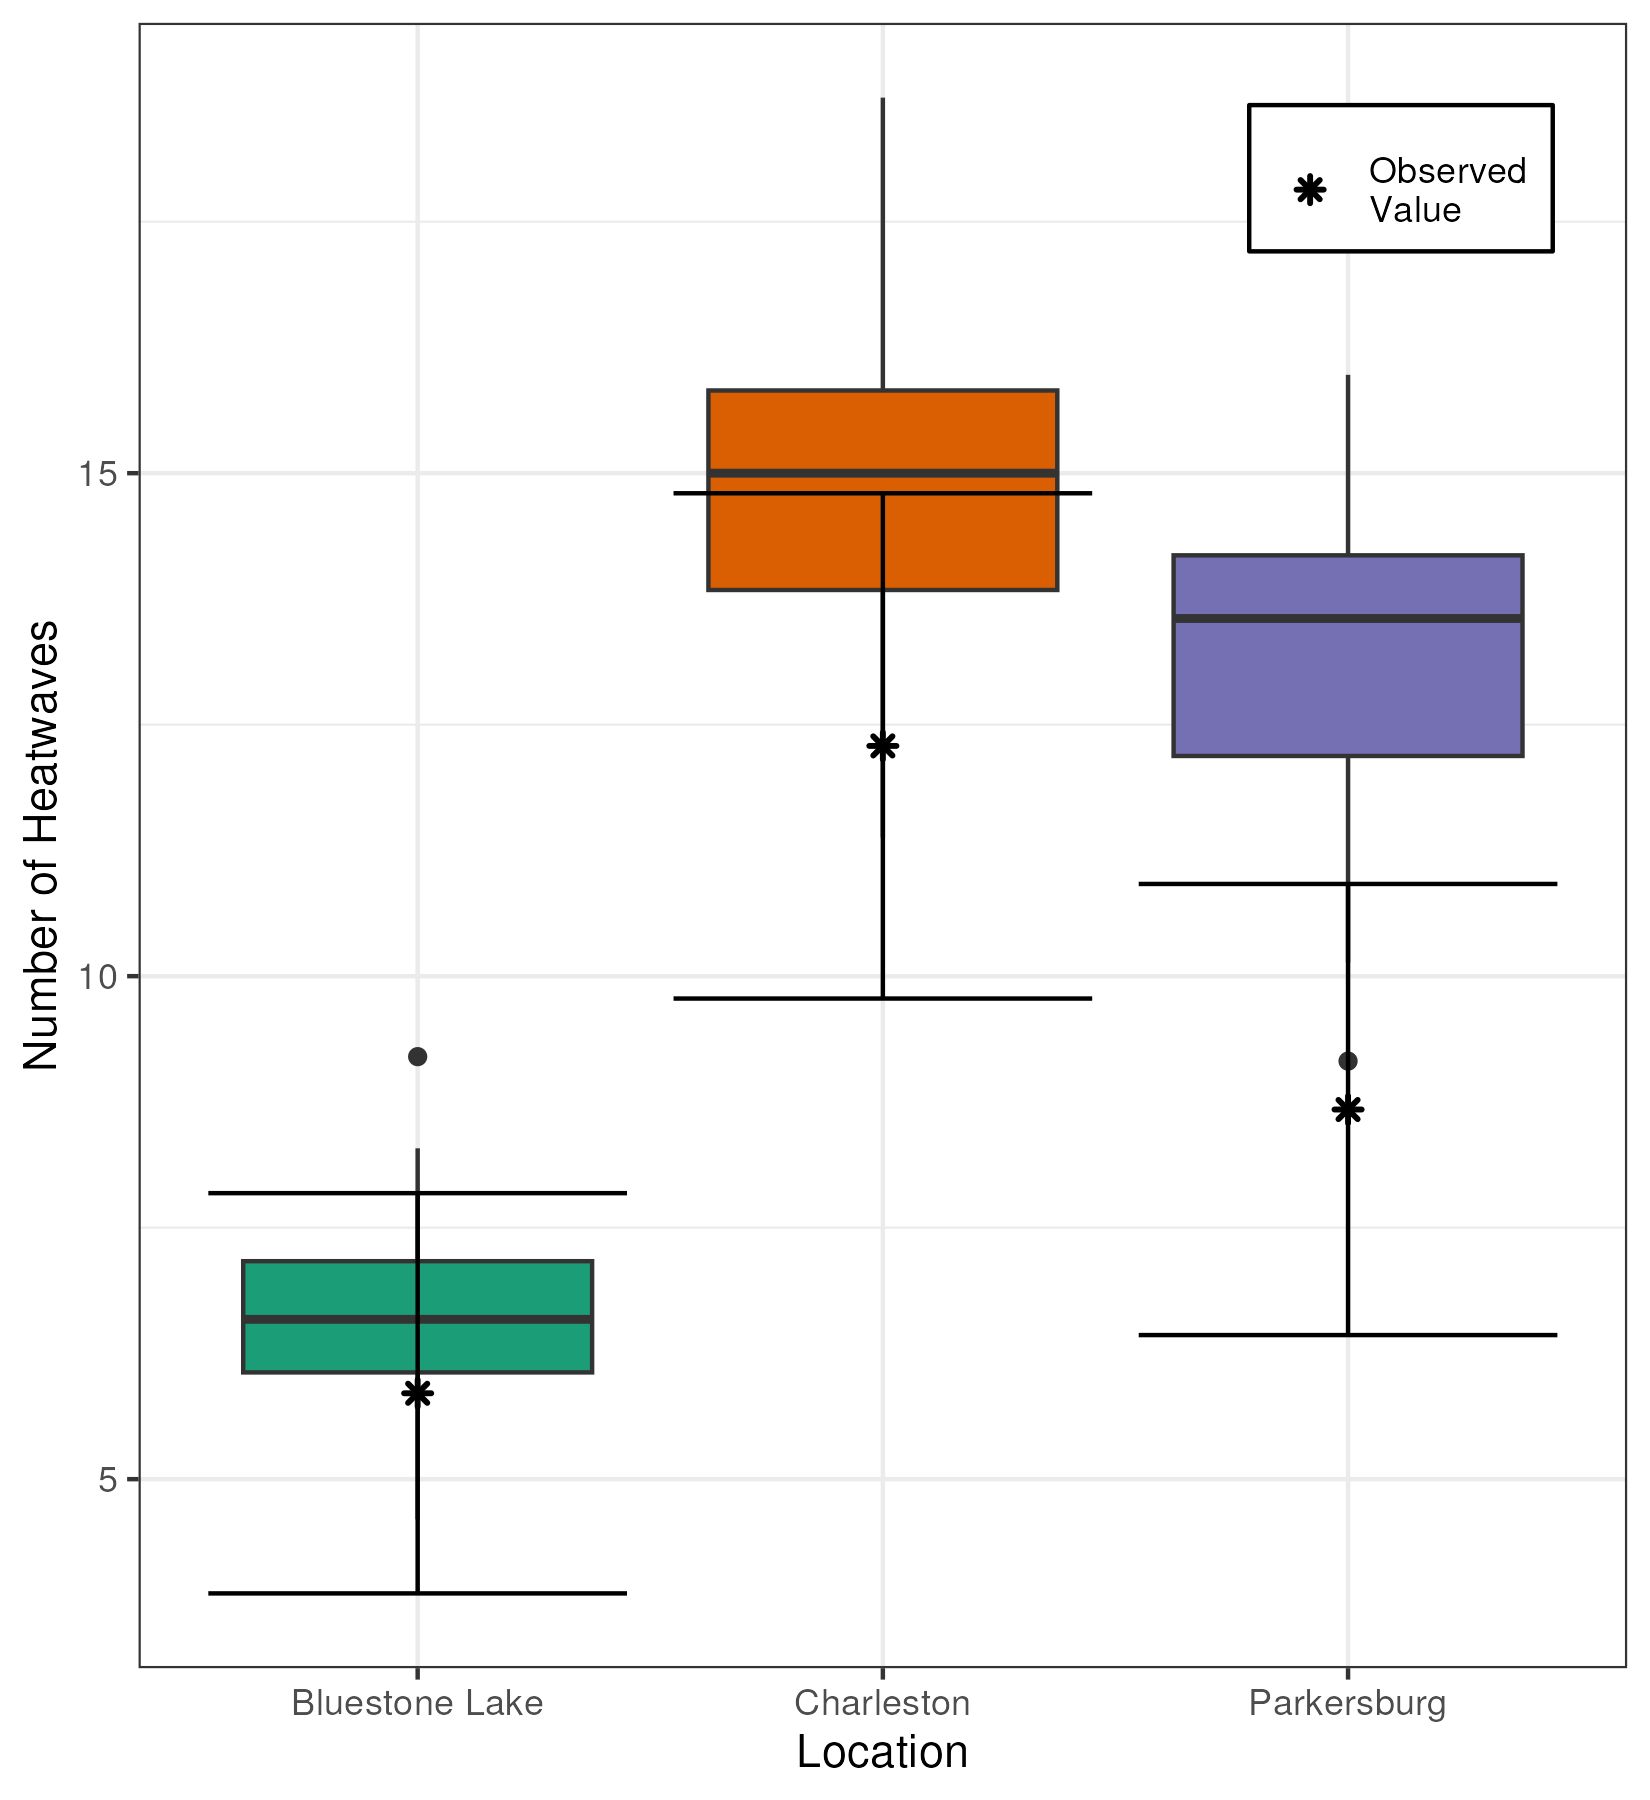 Observed
Value
Number of Heatwaves
15
10
5
Bluestone Lake
Charleston
Parkersburg
Location